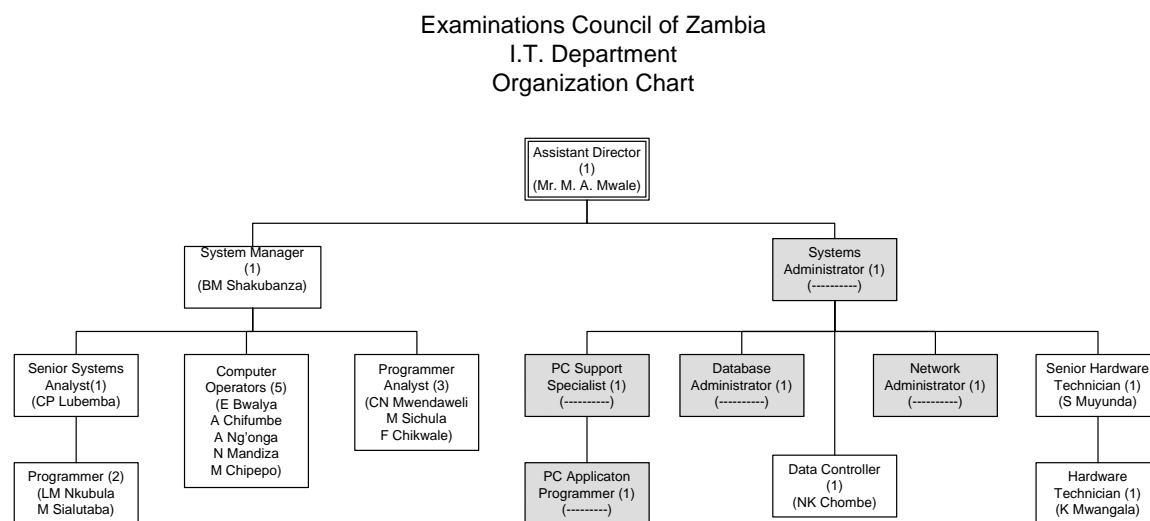 Examinations Council of Zambia
I.T. Department
Organization Chart
Assistant Director
(1)
(Mr. M. A. Mwale)
System Manager
(1)
(BM Shakubanza)
Systems
Administrator (1)
(----------)
Senior Systems
Analyst(1)
(CP Lubemba)
Computer
Operators (5)
(E Bwalya
A Chifumbe
A Ng'onga
N Mandiza
M Chipepo)
Programmer
Analyst (3)
(CN Mwendaweli
M Sichula
F Chikwale)
PC Support
Specialist (1)
(----------)
Database
Administrator (1)
(----------)
Network
Administrator (1)
(----------)
Senior Hardware
Technician (1)
(S Muyunda)
Programmer (2)
(LM Nkubula
M Sialutaba)
PC Applicaton
Programmer (1)
(---------)
Data Controller
(1)
(NK Chombe)
Hardware
Technician (1)
(K Mwangala)